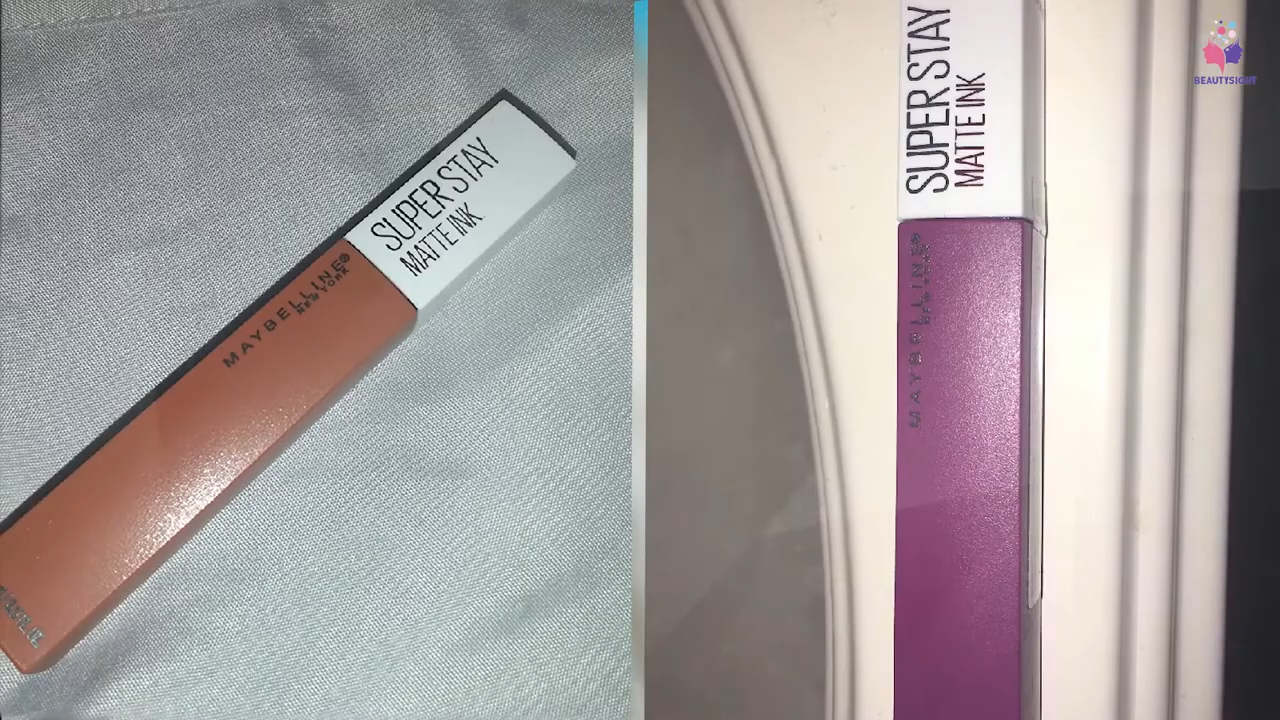 SUPER STAY
MATTE INK
MAYBELLINE®
NEW YORK
SUPER STAY
MATTE INK
MAYBELLINE®
NEW YORK
BEAUTYSIGHT